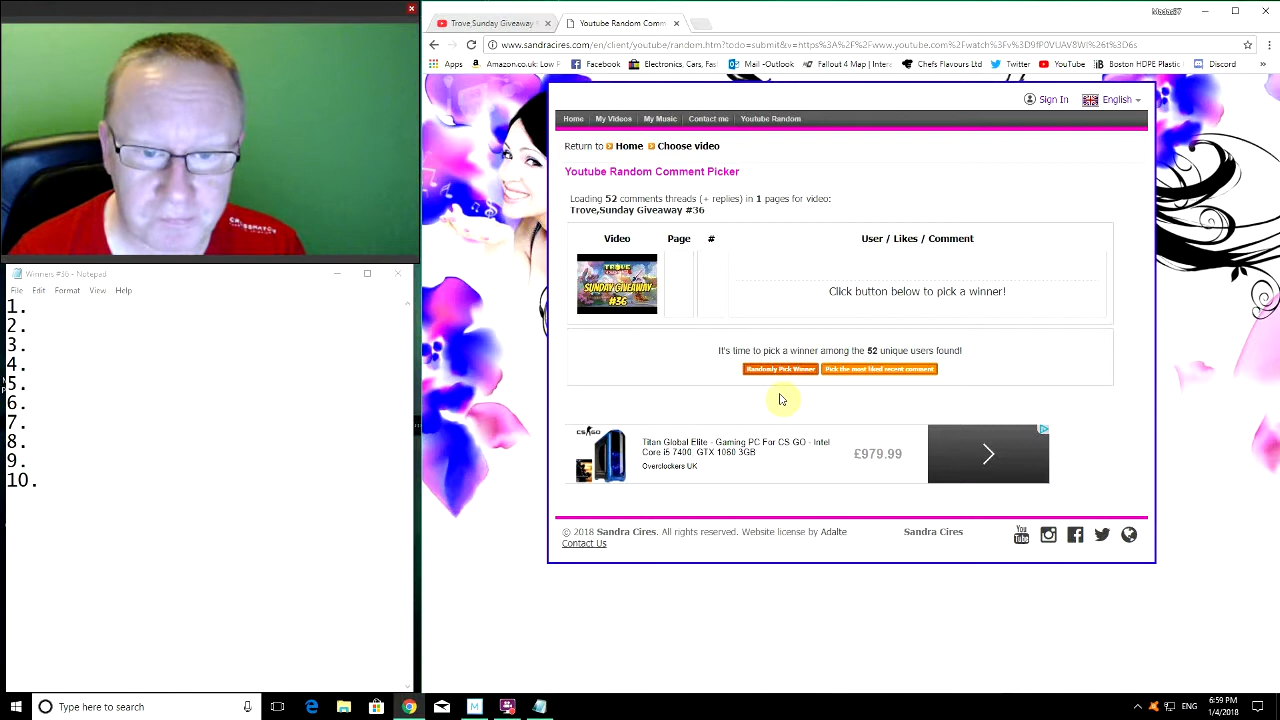 Trove,Sunday Giveaway
Youtube Random Comm
Madas87
www.sandracires.com/en/client/youtube/random.htm?todo=submit&v=https%3A%2F%2Fwww.youtube.com%2Fwatch%3Fv%3D9fP0VUAV8WI%26t%3D6s
Apps
Amazon.co.uk: Low P
Facebook
Electronics, Cars, Fas
Mail -Outlook
Fallout 4 Map | Intera
Chefs Flavours Ltd
Twitter
YouTube
Boston HDPE Plastic
Discord
Sign In
English
Home
My Videos
My Music
Contact me
Youtube Random
Return to Home Choose video
Youtube Random Comment Picker
Loading 52 comments threads (+ replies) in 1 pages for video:
Trove,Sunday Giveaway #36
Video
Page
#
User / Likes / Comment
TROVE
SUNDAY GIVEAWAY
#36
Click button below to pick a winner!
It's time to pick a winner among the 52 unique users found!
Randomly Pick Winner
Pick the most liked recent comment
CS:GO
Titan Global Elite - Gaming PC For CS GO - Intel
Core i5 7400 GTX 1060 3GB
Overclockers UK
£979.99
© 2018 Sandra Cires. All rights reserved. Website license by Adalte
Contact Us
Sandra Cires
You
Tube
Winners #36 - Notepad
File
Edit
Format
View
Help
1.
2.
3.
4.
5.
6.
7.
8.
9.
10.
Type here to search
M
ENG
6:59 PM
1/4/2018